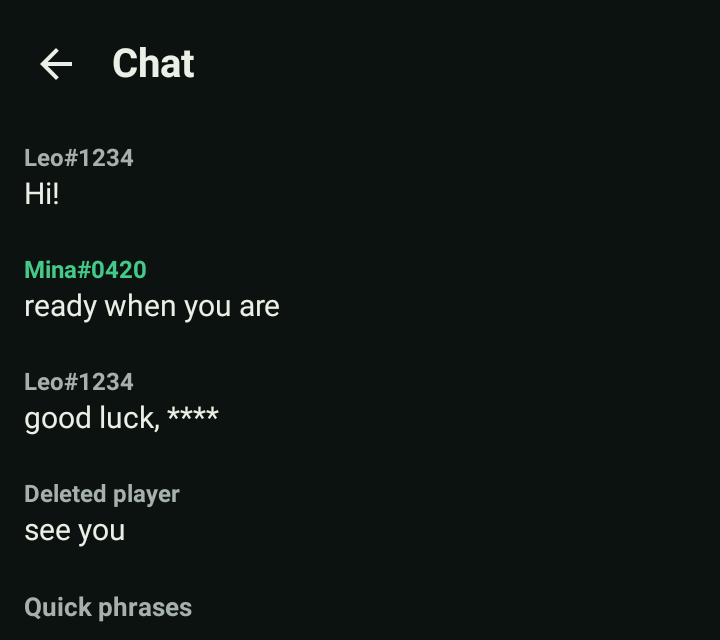 Chat
Leo#1234
Hi!
Mina#0420
ready when you are
Leo#1234
good luck, ****
Deleted player
see you
Quick phrases